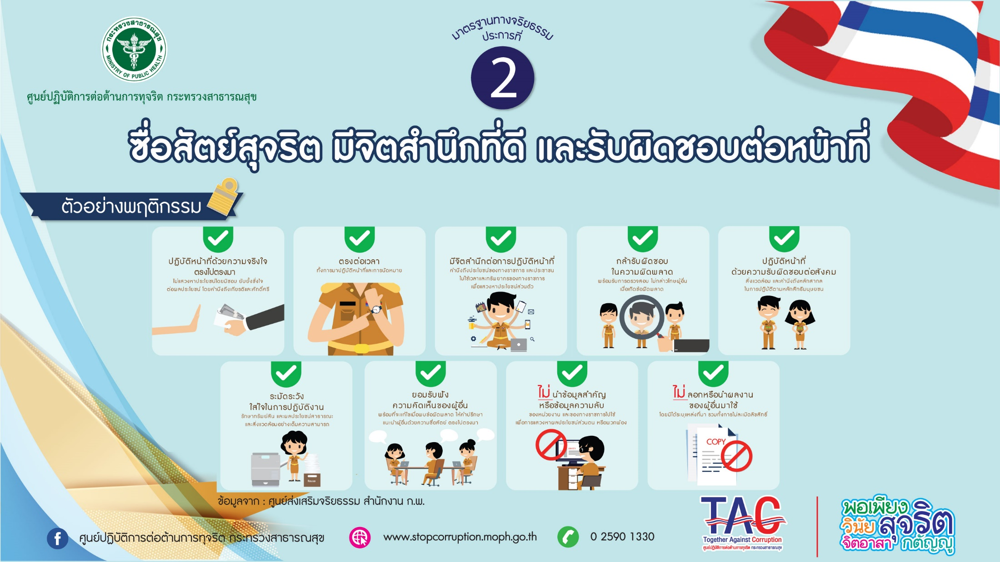 กระทรวงสาธารณสุข
MINISTRY OF PUBLIC HEALTH
ศูนย์ปฏิบัติการต่อต้านการทุจริต กระทรวงสาธารณสุข
มาตรฐานทางจริยธรรม
ประการที่
2
ซื่อสัตย์สุจริต มีจิตสำนึกที่ดี และรับผิดชอบต่อหน้าที่
ตัวอย่างพฤติกรรม
ปฏิบัติหน้าที่ด้วยความจริงใจ
ตรงไปตรงมา
ไม่แสวงหาประโยชน์โดยมิชอบ ยับยั้งชั่งใจ
ต่อผลประโยชน์ โดยคำนึงถึงเกียรติและศักดิ์ศรี
ตรงต่อเวลา
ทั้งการมาปฏิบัติหน้าที่และการนัดหมาย
มีจิตสำนึกต่อการปฏิบัติหน้าที่
คำนึงถึงประโยชน์ของทางราชการ และประชาชน
ไม่ใช้เวลาและทรัพยากรของทางราชการ
เพื่อแสวงหาประโยชน์ส่วนตัว
กล้ารับผิดชอบ
ในความผิดพลาด
พร้อมรับการตรวจสอบ ไม่กล่าวโทษผู้อื่น
เมื่อเกิดข้อผิดพลาด
ปฏิบัติหน้าที่
ด้วยความรับผิดชอบต่อสังคม
สิ่งแวดล้อม และคำนึงถึงหลักสากล
ในการปฏิบัติตามหลักสิทธิมนุษยชน
ระมัดระวัง
ใส่ใจในการปฏิบัติงาน
รักษาทรัพย์สิน และผลประโยชน์สาธารณะ
และสิ่งแวดล้อมอย่างเต็มความสามารถ
Reuse
ยอมรับฟัง
ความคิดเห็นของผู้อื่น
พร้อมที่จะแก้ไขเมื่อพบข้อผิดพลาด ให้คำปรึกษา
แนะนำผู้อื่นด้วยความซื่อสัตย์ ตรงไปตรงมา
ไม่ นำข้อมูลสำคัญ
หรือข้อมูลความลับ
ของหน่วยงาน และของทางราชการไปใช้
เพื่อการแสวงหาผลประโยชน์ส่วนตน หรือพวกพ้อง
ไม่ ลอกหรือนำผลงาน
ของผู้อื่นมาใช้
โดยมิได้ระบุแหล่งที่มา รวมทั้งการไม่ละเมิดลิขสิทธิ์
COPY
ข้อมูลจาก : ศูนย์ส่งเสริมจริยธรรม สำนักงาน ก.พ.
ศูนย์ปฏิบัติการต่อต้านการทุจริต กระทรวงสาธารณสุข
www.stopcorruption.moph.go.th
0 2590 1330
TAC
Together Against Corruption
ศูนย์ปฏิบัติการต่อต้านการทุจริต กระทรวงสาธารณสุข
พอเพียง
วินัย สุจริต
จิตอาสา กตัญญู